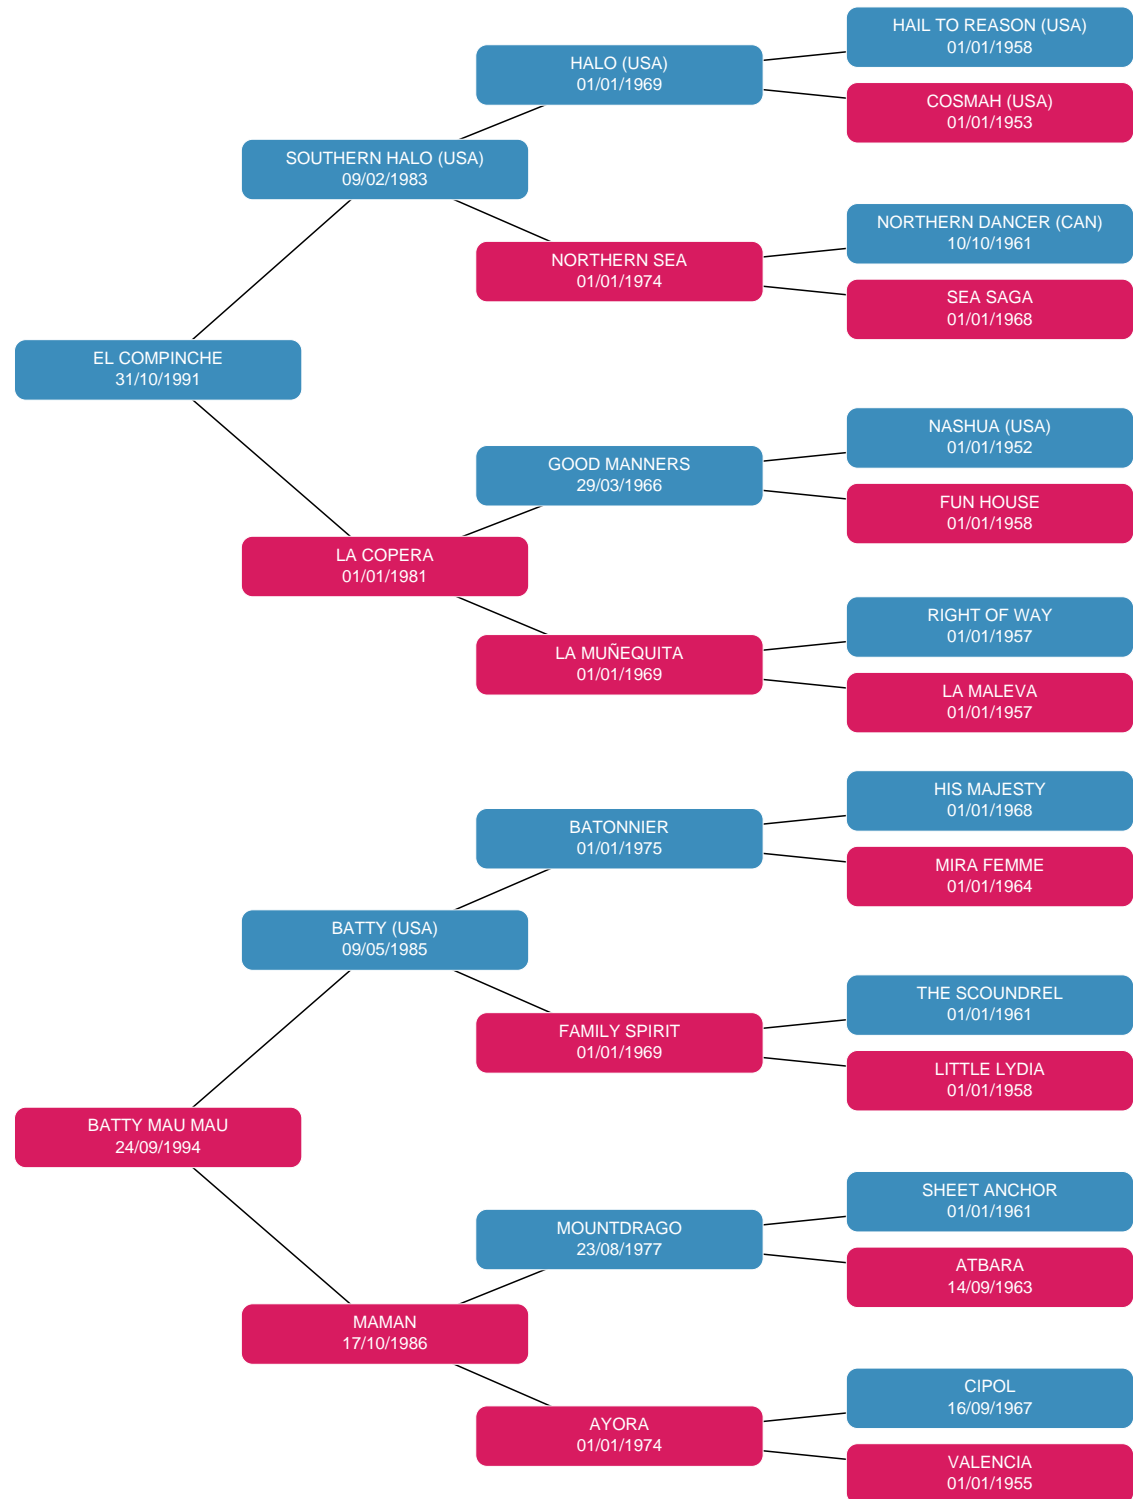 HAIL TO REASON (USA)
01/01/1958
HALO (USA)
01/01/1969
COSMAH (USA)
01/01/1953
SOUTHERN HALO (USA)
09/02/1983
NORTHERN DANCER (CAN)
10/10/1961
NORTHERN SEA
01/01/1974
SEA SAGA
01/01/1968
EL COMPINCHE
31/10/1991
NASHUA (USA)
01/01/1952
GOOD MANNERS
29/03/1966
FUN HOUSE
01/01/1958
LA COPERA
01/01/1981
RIGHT OF WAY
01/01/1957
LA MUÑEQUITA
01/01/1969
LA MALEVA
01/01/1957
HIS MAJESTY
01/01/1968
BATONNIER
01/01/1975
MIRA FEMME
01/01/1964
BATTY (USA)
09/05/1985
THE SCOUNDREL
01/01/1961
FAMILY SPIRIT
01/01/1969
LITTLE LYDIA
01/01/1958
BATTY MAU MAU
24/09/1994
SHEET ANCHOR
01/01/1961
MOUNTDRAGO
23/08/1977
ATBARA
14/09/1963
MAMAN
17/10/1986
CIPOL
16/09/1967
AYORA
01/01/1974
VALENCIA
01/01/1955